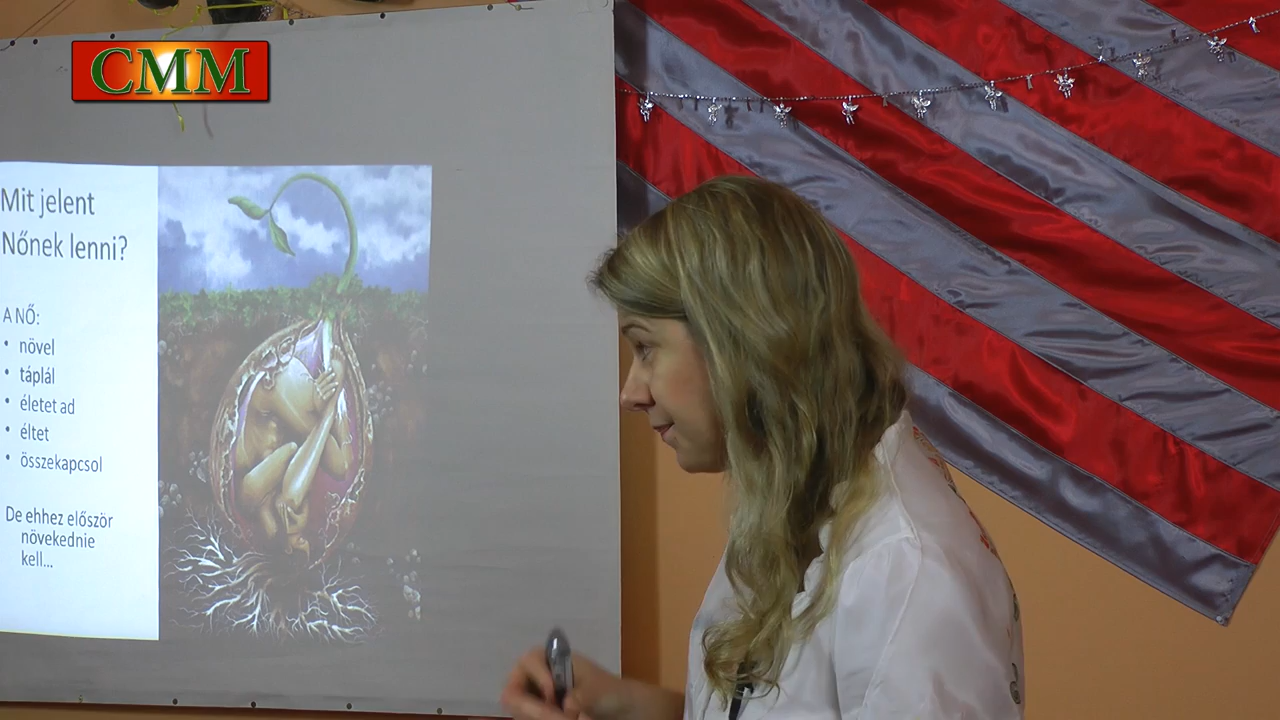 CMM
Mit jelent
Nőnek lenni?
A NŐ:
• növel
• táplál
• életet ad
• éltet
• összekapcsol
De ehhez először
növekednie
kell...